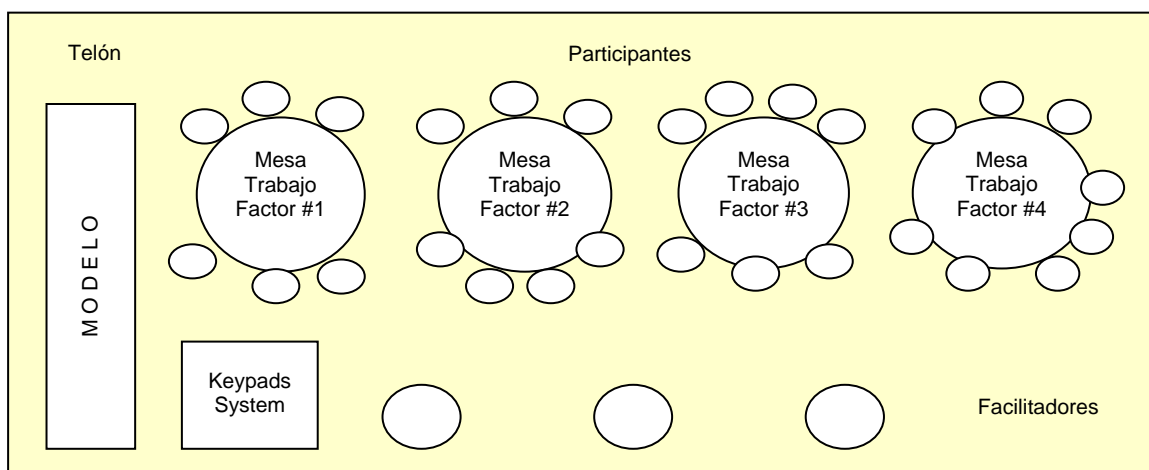 Telón
Participantes
MODELO
Mesa
Trabajo
Factor #1
Mesa
Trabajo
Factor #2
Mesa
Trabajo
Factor #3
Mesa
Trabajo
Factor #4
Keypads
System
Facilitadores